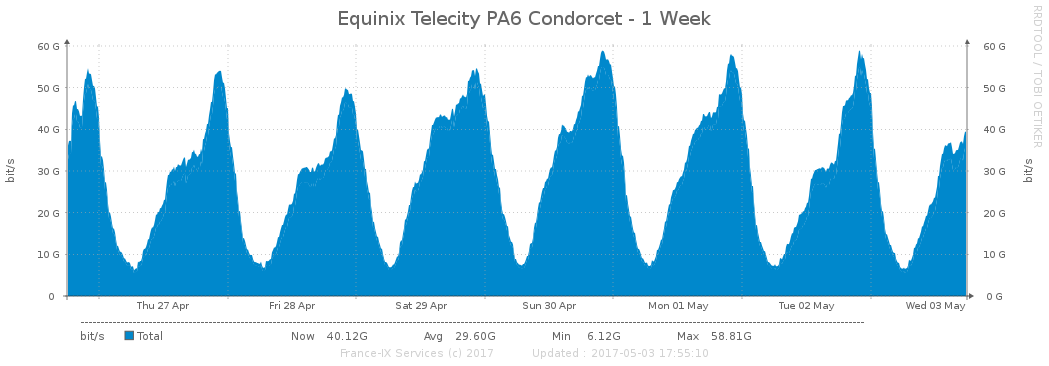 Equinix Telecity PA6 Condorcet - 1 Week
RRDTOOL / TOBI OETIKER
60 G 60 G
50 G 50 G
40 G 40 G
30 G 30 G
20 G 20 G
10 G 10 G
0 0 G
bit/s
bit/s
Thu 27 Apr Fri 28 Apr Sat 29 Apr Sun 30 Apr Mon 01 May Tue 02 May Wed 03 May
bit/s Total Now 40.12G Avg 29.60G Min 6.12G Max 58.81G
France-IX Services (c) 2017 Updated : 2017-05-03 17:55:10